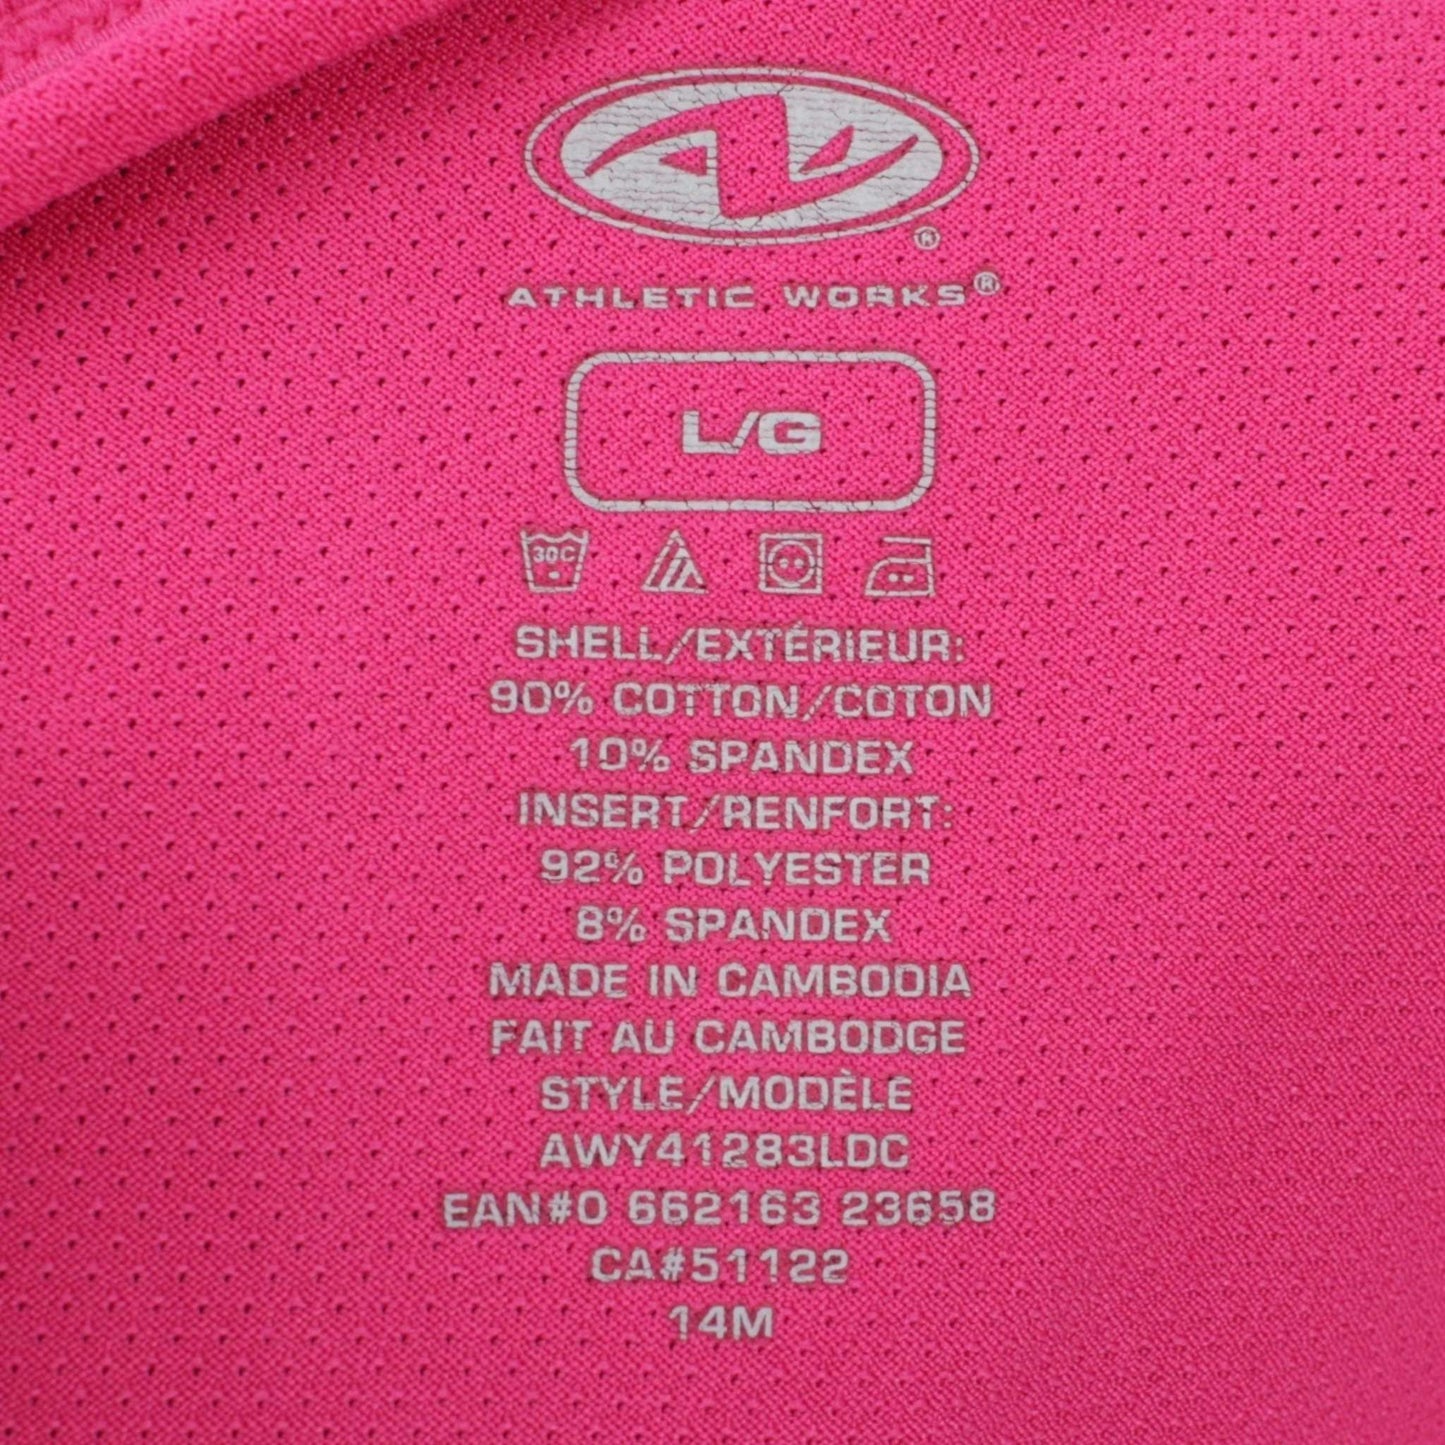 ®
ATHLETIC WORKS®
L/G
30C
SHELL/EXTÉRIEUR:
90% COTTON/COTON
10% SPANDEX
INSERT/RENFORT:
92% POLYESTER
8% SPANDEX
MADE IN CAMBODIA
FAIT AU CAMBODGE
STYLE/MODÈLE
AWY41283LDC
EAN#0 662163 23658
CA#51122
14M